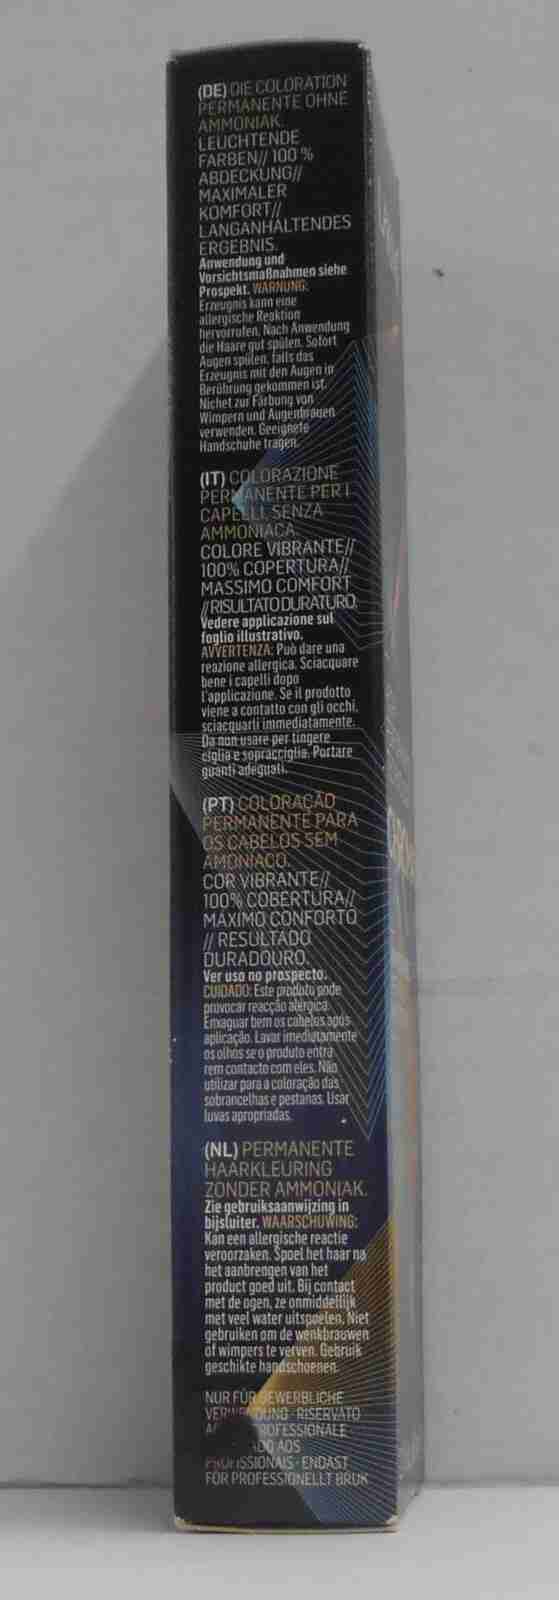 (DE) DIE COLORATION
PERMANENTE OHNE
AMMONIAK.
LEUCHTENDE
FARBEN// 100 %
ABDECKUNG//
MAXIMALER
KOMFORT//
LANGANHALTENDES
ERGEBNIS.
Anwendung und
Vorsichtsmaßnahmen siehe
Prospekt. WARNUNG:
Erzeugnis kann eine
allergische Reaktion
hervorrufen. Nach Anwendung
die Haare gut spülen. Sofort
Augen spülen, falls das
Erzeugnis mit den Augen in
Berührung gekommen ist.
Nichet zur Färbung von
Wimpern und Augenbrauen
verwenden. Geeignete
Handschuhe tragen.
(IT) COLORAZIONE
PERMANENTE PER I
CAPELLI, SENZA
AMMONIACA.
COLORE VIBRANTE//
100% COPERTURA//
MASSIMO COMFORT
// RISULTATO DURATURO.
Vedere applicazione sul
foglio illustrativo.
AVVERTENZA: Può dare una
reazione allergica. Sciacquare
bene i capelli dopo
l'applicazione. Se il prodotto
viene a contatto con gli occhi,
sciacquarli immediatamente.
Da non usare per tingere
ciglia e sopracciglia. Portare
guanti adeguati.
(PT) COLORAÇÃO
PERMANENTE PARA
OS CABELOS SEM
AMONIACO.
COR VIBRANTE//
100% COBERTURA//
MÁXIMO CONFORTO
// RESULTADO
DURADOURO.
Ver uso no prospecto.
CUIDADO: Este produto pode
provocar reacção alérgica.
Enxaguar bem os cabelos após
aplicação. Lavar imediatamente
os olhos se o produto entra
rem contacto com eles. Não
utilizar para a coloração das
sobrancelhas e pestanas. Usar
luvas apropriadas.
(NL) PERMANENTE
HAARKLEURING
ZONDER AMMONIAK.
Zie gebruiksaanwijzing in
bijsluiter. WAARSCHUWING:
Kan een allergische reactie
veroorzaken. Spoel het haar na
het aanbrengen van het
product goed uit. Bij contact
met de ogen, ze onmiddellijk
met veel water uitspoelen. Niet
gebruiken om de wenkbrauwen
of wimpers te verven. Gebruik
geschikte handschoenen.
NUR FÜR GEWERBLICHE
VERWENDUNG · RISERVATO
PROFESSIONALE ·
AOS
PROFISSIONAIS · ENDAST
FÖR PROFESSIONELLT BRUK